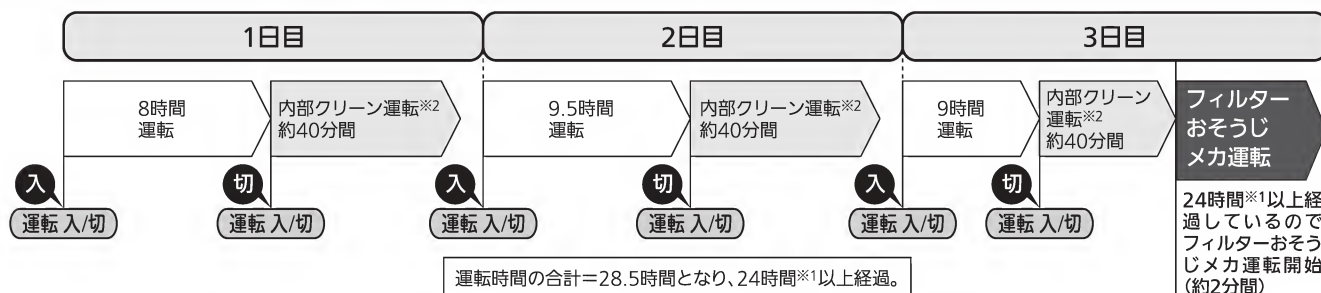 1日目
2日目
3日目
8時間
運転
内部クリーン運転※2
約40分間
9.5時間
運転
内部クリーン運転※2
約40分間
9時間
運転
内部クリーン
運転※2
約40分間
フィルター
おそうじ
メカ運転
入
切
入
切
入
切
運転 入/切
運転 入/切
運転 入/切
運転 入/切
運転 入/切
運転 入/切
24時間※1以上経
過しているので
フィルターおそう
じメカ運転開始
(約2分間)
運転時間の合計=28.5時間となり、24時間※1以上経過。